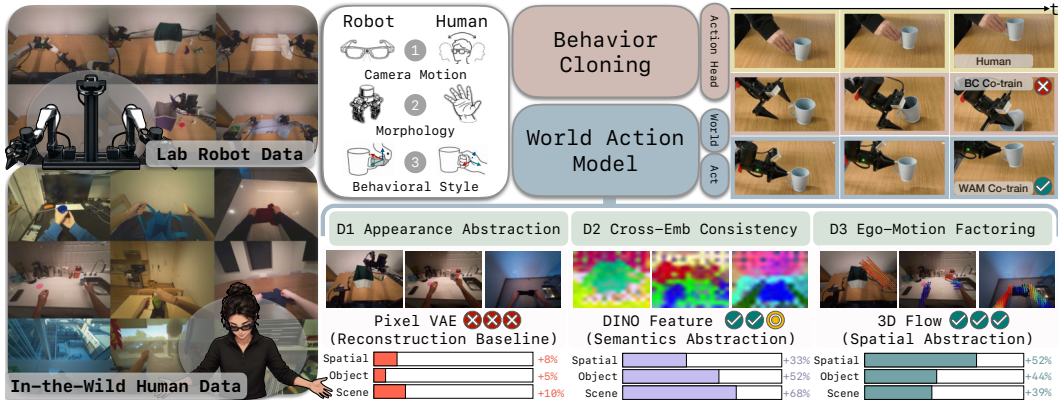 Lab Robot Data
In-the-Wild Human Data
Robot
Human
1
Camera Motion
2
Morphology
3
Behavioral Style
Behavior
Cloning
World Action
Model
Action Head
World
Act
t
Human
BC Co-train
WAM Co-train
D1 Appearance Abstraction
D2 Cross-Emb Consistency
D3 Ego-Motion Factoring
Pixel VAE
(Reconstruction Baseline)
Spatial
+8%
Object
+5%
Scene
+10%
DINO Feature
(Semantics Abstraction)
Spatial
+33%
Object
+52%
Scene
+68%
3D Flow
(Spatial Abstraction)
Spatial
+52%
Object
+44%
Scene
+39%